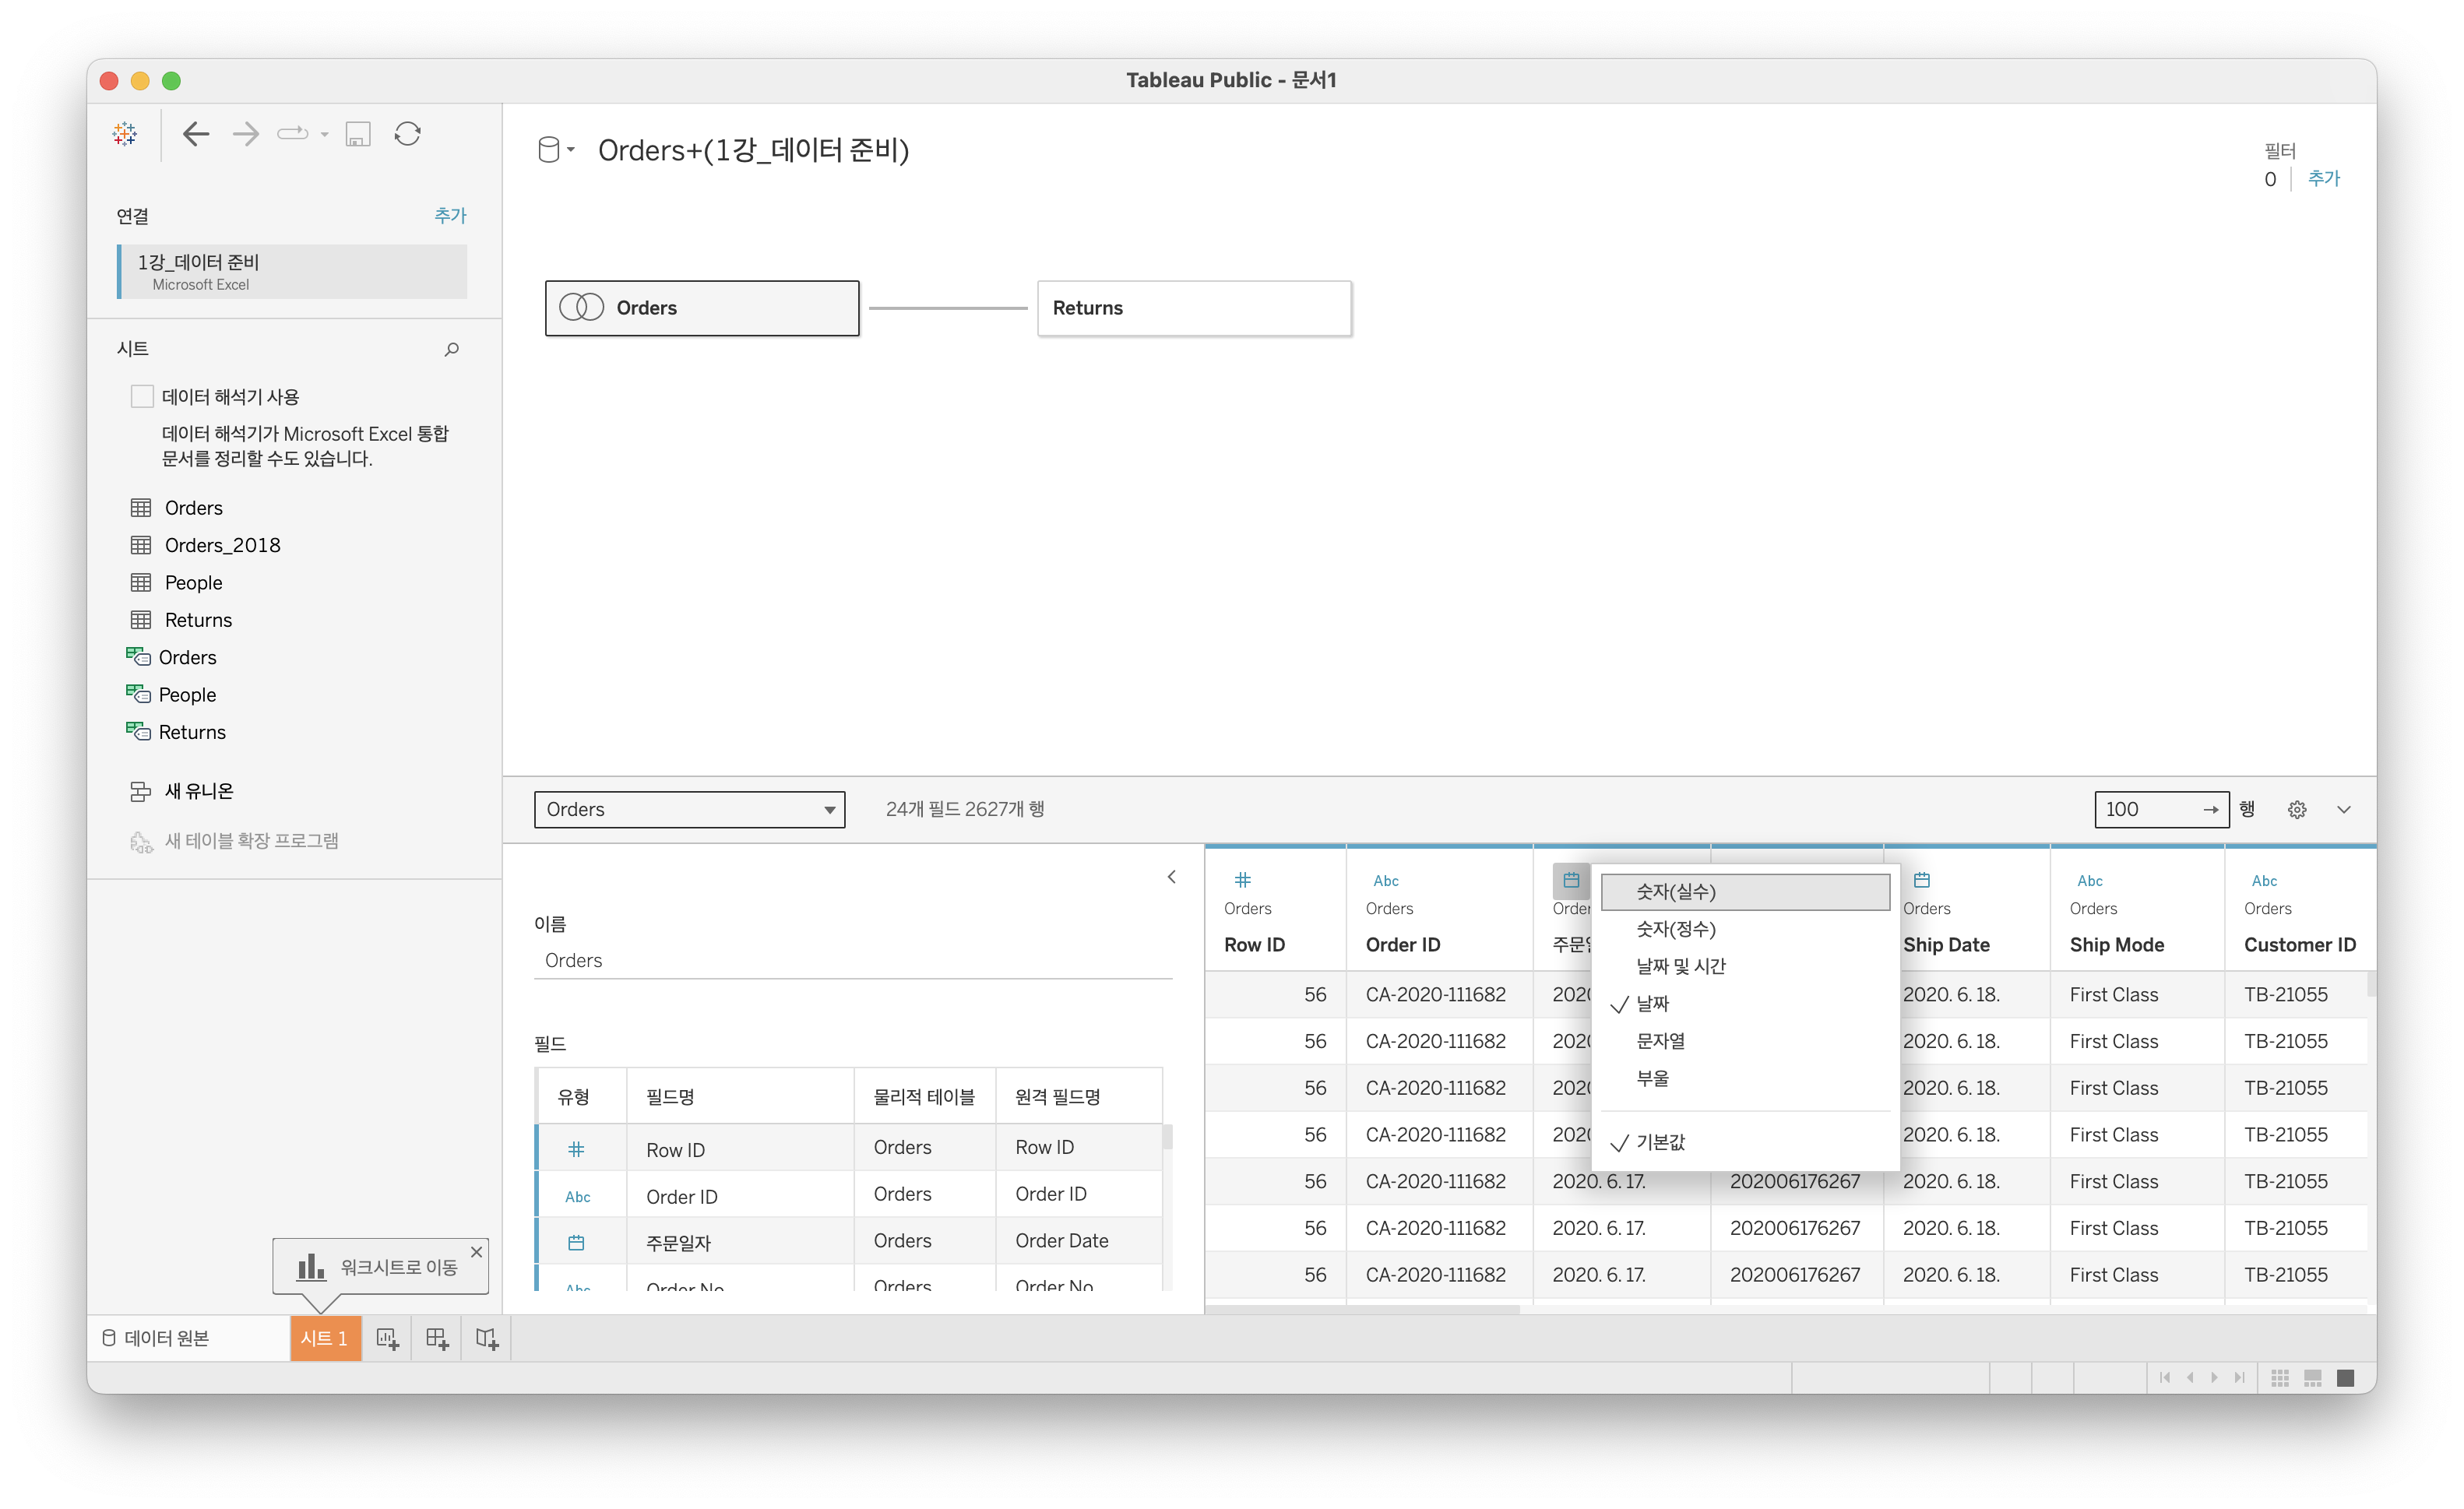 Tableau Public - 문서1
연결
추가
1강_데이터 준비
Microsoft Excel
시트
데이터 해석기 사용
데이터 해석기가 Microsoft Excel 통합
문서를 정리할 수도 있습니다.
Orders
Orders_2018
People
Returns
Orders
People
Returns
새 유니온
새 테이블 확장 프로그램
Orders+(1강_데이터 준비)
필터
0 추가
Orders
Returns
Orders
24개 필드 2627개 행
100 → 행
이름
Orders
필드
유형 필드명 물리적 테이블 원격 필드명
Row ID Orders Row ID
Abc Order ID Orders Order ID
주문일자 Orders Order Date
Abc Order No Orders Order No
Abc Abc Abc
Orders Orders Order Orders Orders Orders
Row ID Order ID 주문 Ship Date Ship Mode Customer ID
숫자(실수)
숫자(정수)
날짜 및 시간
날짜
문자열
부울
기본값
56 CA-2020-111682 202 2020. 6. 18. First Class TB-21055
56 CA-2020-111682 202 2020. 6. 18. First Class TB-21055
56 CA-2020-111682 202 2020. 6. 18. First Class TB-21055
56 CA-2020-111682 202 2020. 6. 18. First Class TB-21055
56 CA-2020-111682 2020. 6. 17. 202006176267 2020. 6. 18. First Class TB-21055
56 CA-2020-111682 2020. 6. 17. 202006176267 2020. 6. 18. First Class TB-21055
56 CA-2020-111682 2020. 6. 17. 202006176267 2020. 6. 18. First Class TB-21055
워크시트로 이동
데이터 원본
시트 1